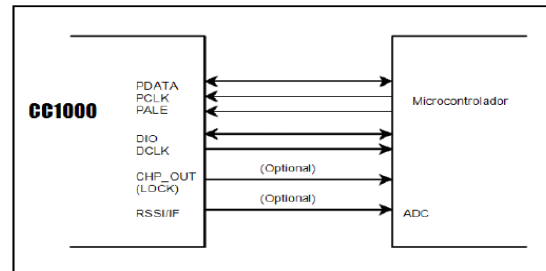 PDATA
PCLK
PALE
CC1000
DIO
DCLK
CHP_OUT
(LOCK)
RSSI/IF
(Optional)
(Optional)
Microcontrolador
ADC